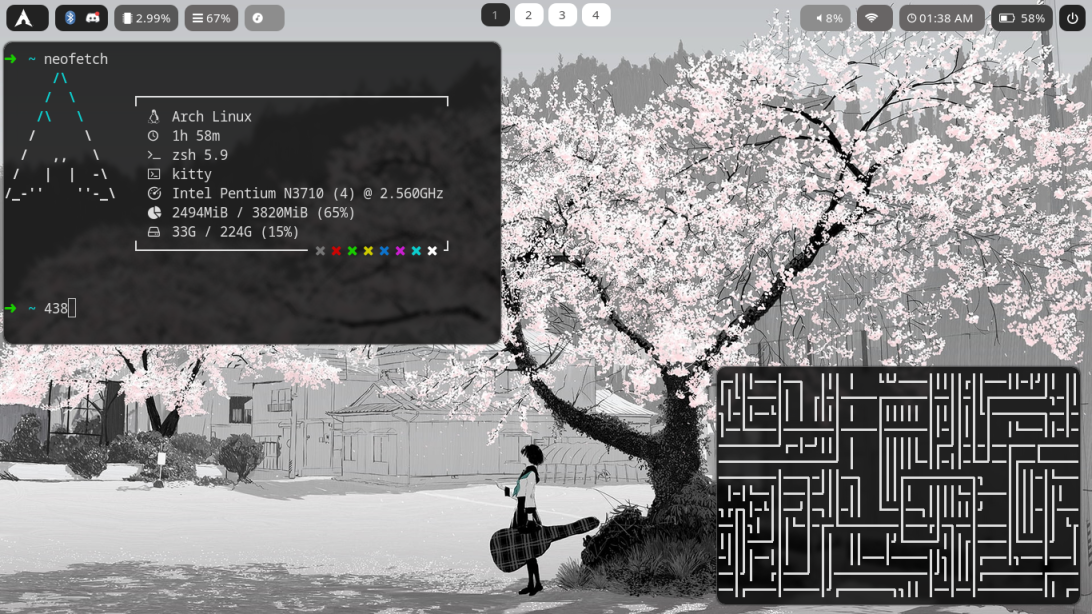 2.99% 67% 1 2 3 4 8% 01:38 AM 58%
~ neofetch
Arch Linux
1h 58m
zsh 5.9
kitty
Intel Pentium N3710 (4) @ 2.560GHz
2494MiB / 3820MiB (65%)
33G / 224G (15%)
~ 438